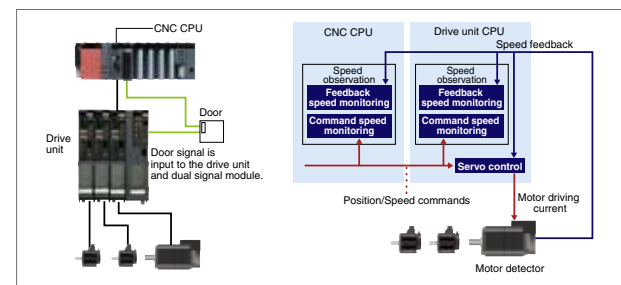 CNC CPU
Door
Drive
unit
Door signal is
input to the drive unit
and dual signal module.
CNC CPU
Drive unit CPU
Speed feedback
Speed
observation
Feedback
speed monitoring
Command speed
monitoring
Speed
observation
Feedback
speed monitoring
Command speed
monitoring
Servo control
Position/Speed commands
Motor driving
current
Motor detector